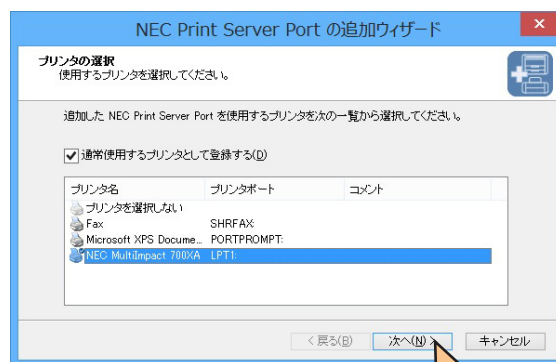 NEC Print Server Port の追加ウィザード
プリンタの選択
使用するプリンタを選択してください。
追加した NEC Print Server Port を使用するプリンタを次の一覧から選択してください。
通常使用するプリンタとして登録する(D)
プリンタ名 プリンタポート コメント
プリンタを選択しない
Fax SHRFAX:
Microsoft XPS Docume... PORTPROMPT:
NEC MultiImpact 700XA LPT1:
< 戻る(B) 次へ(N) > キャンセル